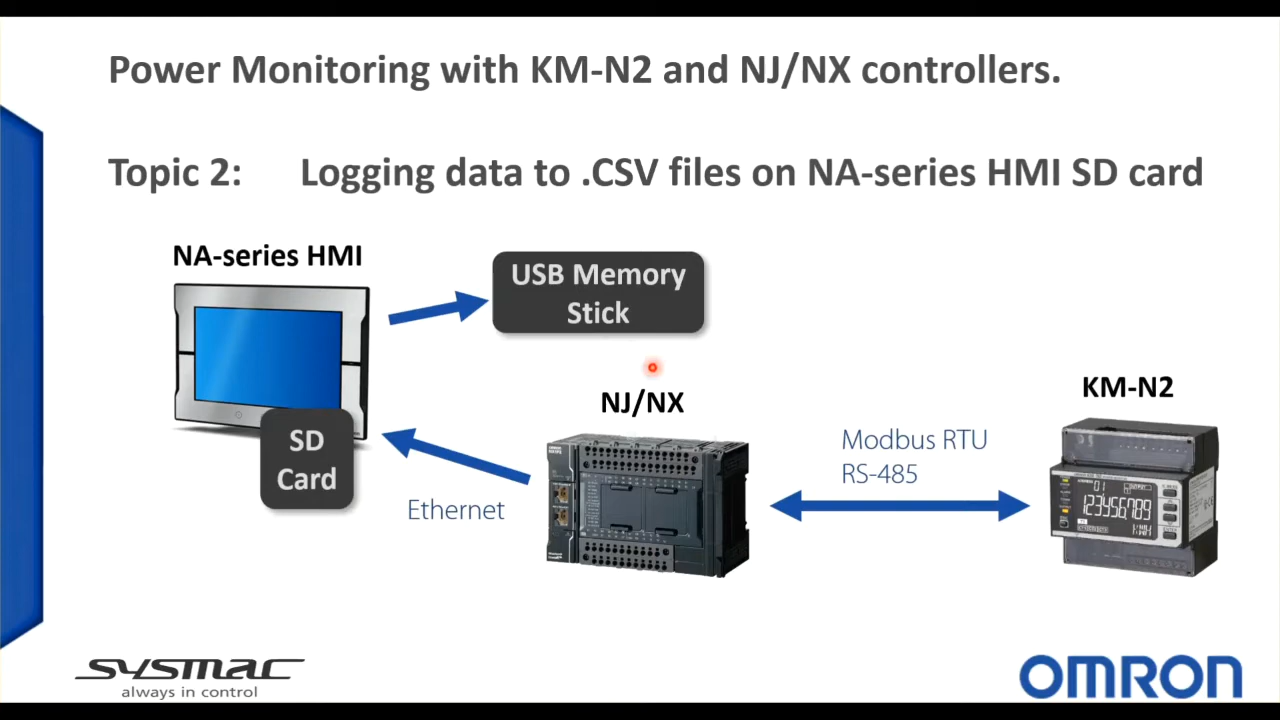 Power Monitoring with KM-N2 and NJ/NX controllers.
Topic 2: Logging data to .CSV files on NA-series HMI SD card
NA-series HMI
USB Memory
Stick
SD
Card
Ethernet
NJ/NX
Modbus RTU
RS-485
KM-N2
123456789
sysmac
always in control
OMRON